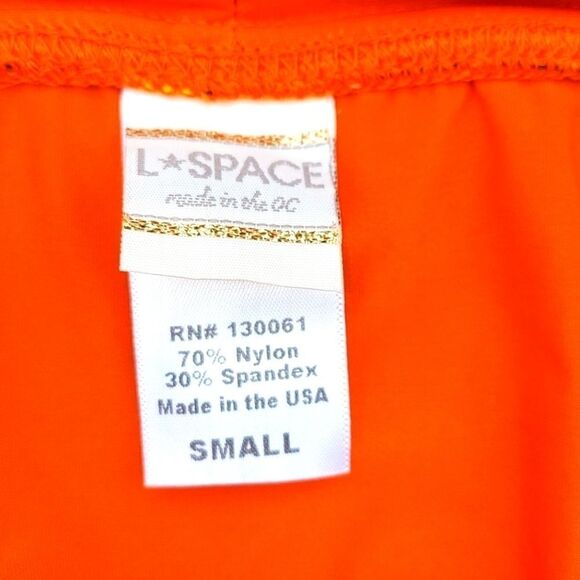 L★SPACE
made in the OC
RN# 130061
70% Nylon
30% Spandex
Made in the USA
SMALL